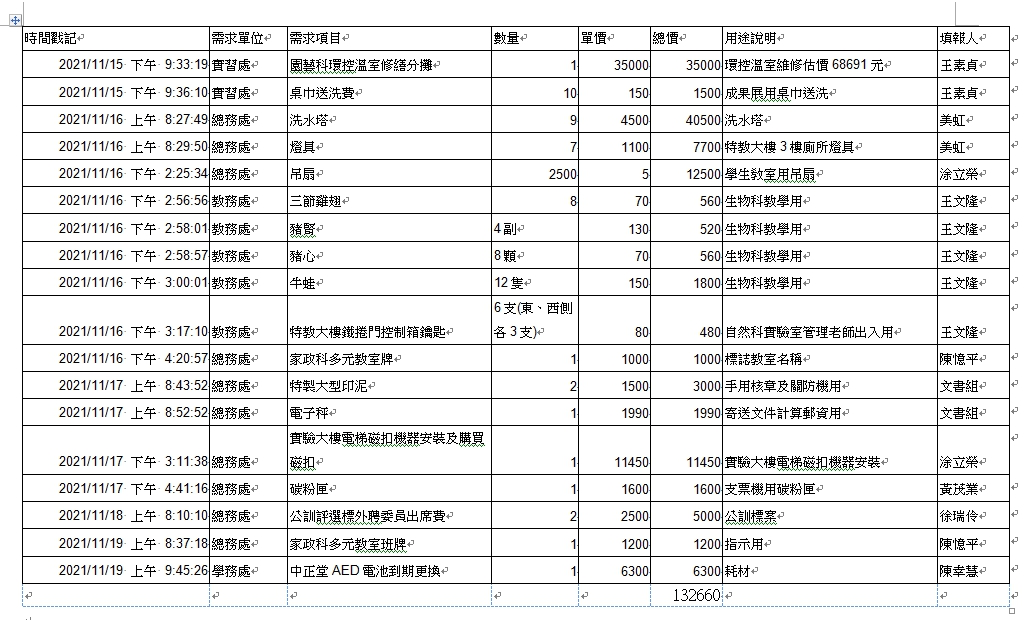 時間戳記 需求單位 需求項目 數量 單價 總價 用途說明 填報人
2021/11/15 下午 9:33:19 實習處 園藝科環控溫室修繕分攤 1 35000 35000 環控溫室維修估價 68691 元 王素貞
2021/11/15 下午 9:36:10 實習處 桌巾送洗費 10 150 1500 成果展用桌巾送洗 王素貞
2021/11/16 上午 8:27:49 總務處 洗水塔 9 4500 40500 洗水塔 美虹
2021/11/16 上午 8:29:50 總務處 燈具 7 1100 7700 特教大樓 3 樓廁所燈具 美虹
2021/11/16 下午 2:25:34 總務處 吊扇 2500 5 12500 學生教室用吊扇 涂立榮
2021/11/16 下午 2:56:56 教務處 三節雞翅 8 70 560 生物科教學用 王文隆
2021/11/16 下午 2:58:01 教務處 豬腎 4 副 130 520 生物科教學用 王文隆
2021/11/16 下午 2:58:57 教務處 豬心 8 顆 70 560 生物科教學用 王文隆
2021/11/16 下午 3:00:01 教務處 牛蛙 12 隻 150 1800 生物科教學用 王文隆
6 支(東、西側
2021/11/16 下午 3:17:10 教務處 特教大樓鐵捲門控制箱鑰匙 各 3 支) 80 480 自然科實驗室管理老師出入用 王文隆
2021/11/16 下午 4:20:57 總務處 家政科多元教室牌 1 1000 1000 標誌教室名稱 陳憶平
2021/11/17 上午 8:43:52 總務處 特製大型印泥 2 1500 3000 手用核章及關防機用 文書組
2021/11/17 上午 8:52:52 總務處 電子秤 1 1990 1990 寄送文件計算郵資用 文書組
實驗大樓電梯磁扣機器安裝及購買
2021/11/17 下午 3:11:38 總務處 磁扣 1 11450 11450 實驗大樓電梯磁扣機器安裝 涂立榮
2021/11/17 下午 4:41:16 總務處 碳粉匣 1 1600 1600 支票機用碳粉匣 黃茂業
2021/11/18 上午 8:10:10 總務處 公訓評選標外聘委員出席費 2 2500 5000 公訓標案 徐瑞伶
2021/11/19 上午 8:37:18 總務處 家政科多元教室班牌 1 1200 1200 指示用 陳憶平
2021/11/19 上午 9:45:26 學務處 中正堂 AED 電池到期更換 1 6300 6300 耗材 陳幸慧
132660